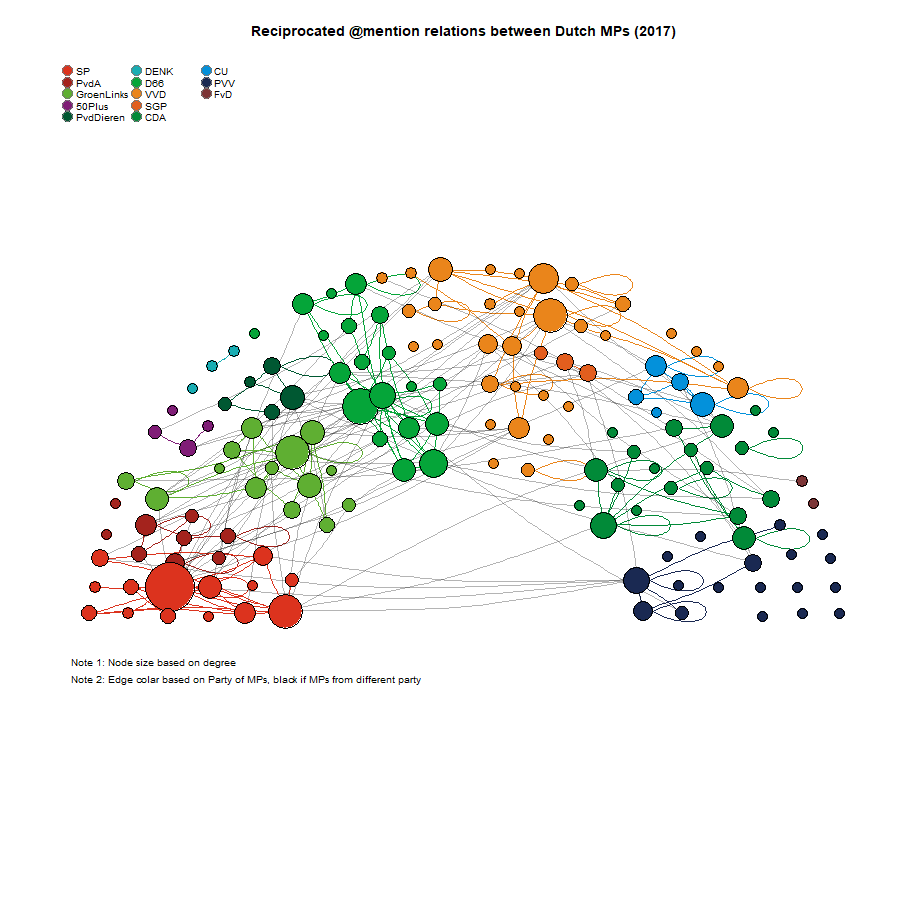 Reciprocated @mention relations between Dutch MPs (2017)
SP
PvdA
GroenLinks
50Plus
PvdDieren
DENK
D66
VVD
SGP
CDA
CU
PVV
FvD
Note 1: Node size based on degree
Note 2: Edge colar based on Party of MPs, black if MPs from different party